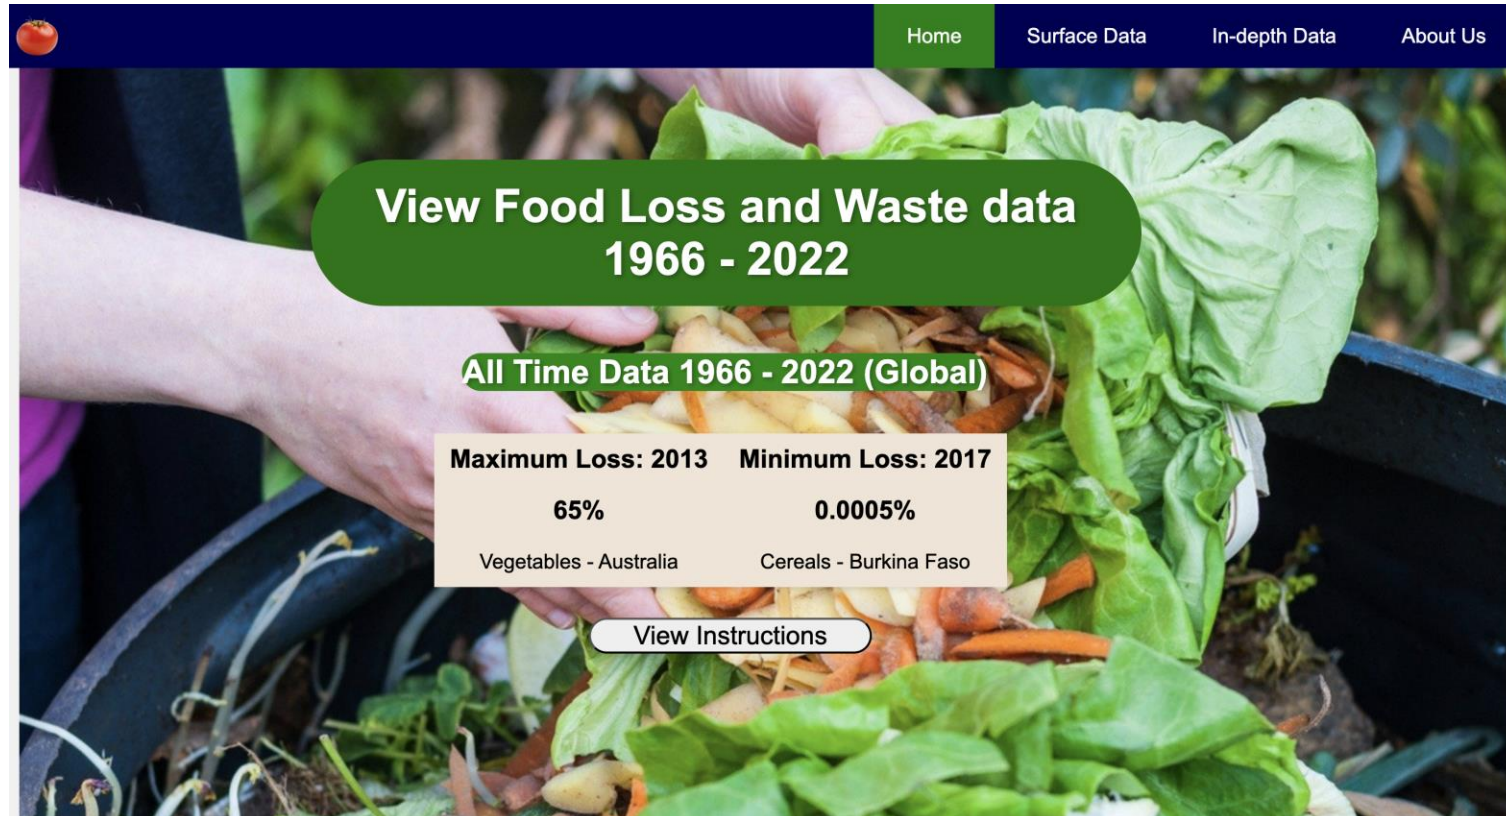 Home Surface Data In-depth Data About Us
View Food Loss and Waste data
1966 - 2022
All Time Data 1966 - 2022 (Global)
Maximum Loss: 2013 Minimum Loss: 2017
65% 0.0005%
Vegetables - Australia Cereals - Burkina Faso
View Instructions